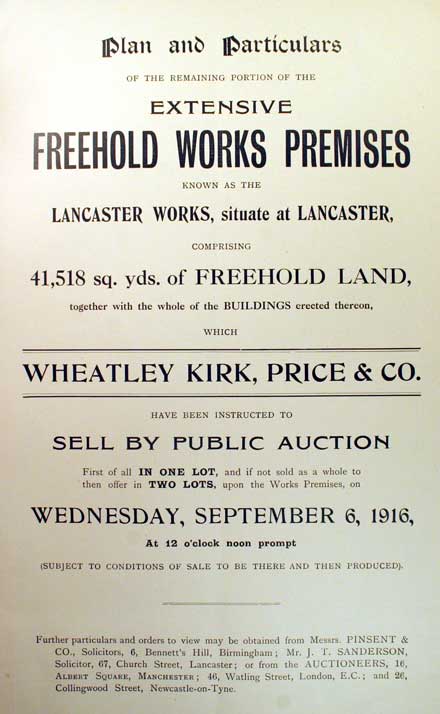 Plan and Particulars
OF THE REMAINING PORTION OF THE
EXTENSIVE
FREEHOLD WORKS PREMISES
KNOWN AS THE
LANCASTER WORKS, situate at LANCASTER,
COMPRISING
41,518 sq. yds. of FREEHOLD LAND,
together with the whole of the BUILDINGS erected thereon,
WHICH
WHEATLEY KIRK, PRICE & CO.
HAVE BEEN INSTRUCTED TO
SELL BY PUBLIC AUCTION
First of all IN ONE LOT, and if not sold as a whole to
then offer in TWO LOTS, upon the Works Premises, on
WEDNESDAY, SEPTEMBER 6, 1916,
At 12 o'clock noon prompt
(SUBJECT TO CONDITIONS OF SALE TO BE THERE AND THEN PRODUCED).
Further particulars and orders to view may be obtained from Messrs. PINSENT &
CO., Solicitors, 6, Bennett's Hill, Birmingham; Mr. J. T. SANDERSON,
Solicitor, 67, Church Street, Lancaster; or from the AUCTIONEERS, 16,
ALBERT SQUARE, MANCHESTER; 46, Watling Street, London, E.C.; and 26,
Collingwood Street, Newcastle-on-Tyne.